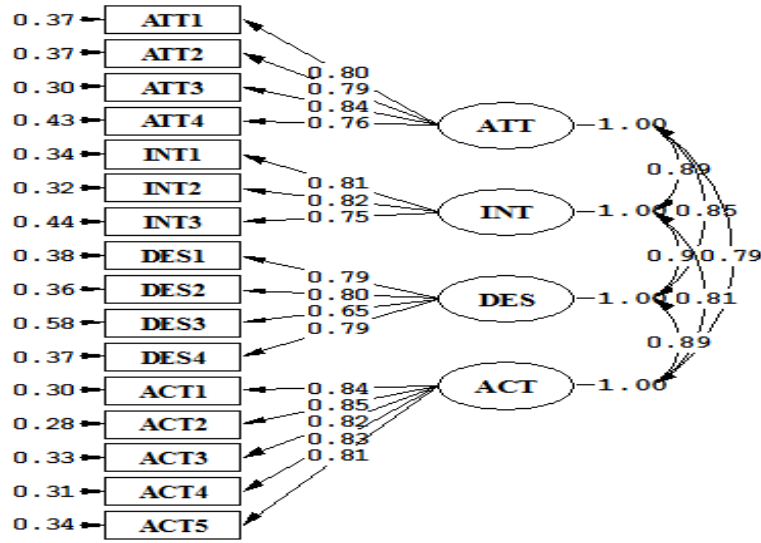 0.37 ATT1
0.37 ATT2
0.80
0.30 ATT3
0.79
0.84
0.43 ATT4
0.76
ATT 1.00
0.34 INT1
0.89
0.32 INT2
0.81
0.82
0.44 INT3
0.75
INT 1.00 0.85
0.38 DES1
0.9 0.79
0.36 DES2
0.79
0.80
0.58 DES3
0.65
DES 1.00 0.81
0.37 DES4
0.79
0.89
0.30 ACT1
0.84
ACT 1.00
0.28 ACT2
0.85
0.82
0.33 ACT3
0.83
0.81
0.31 ACT4
0.34 ACT5